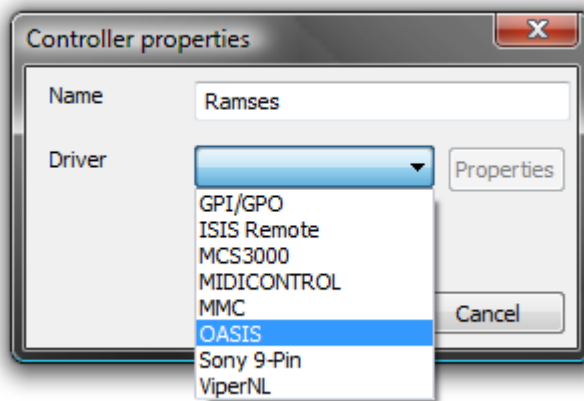 Controller properties
Name
Ramses
Driver
Properties
GPI/GPO
ISIS Remote
MCS3000
MIDICONTROL
MMC
OASIS
Sony 9-Pin
ViperNL
Cancel